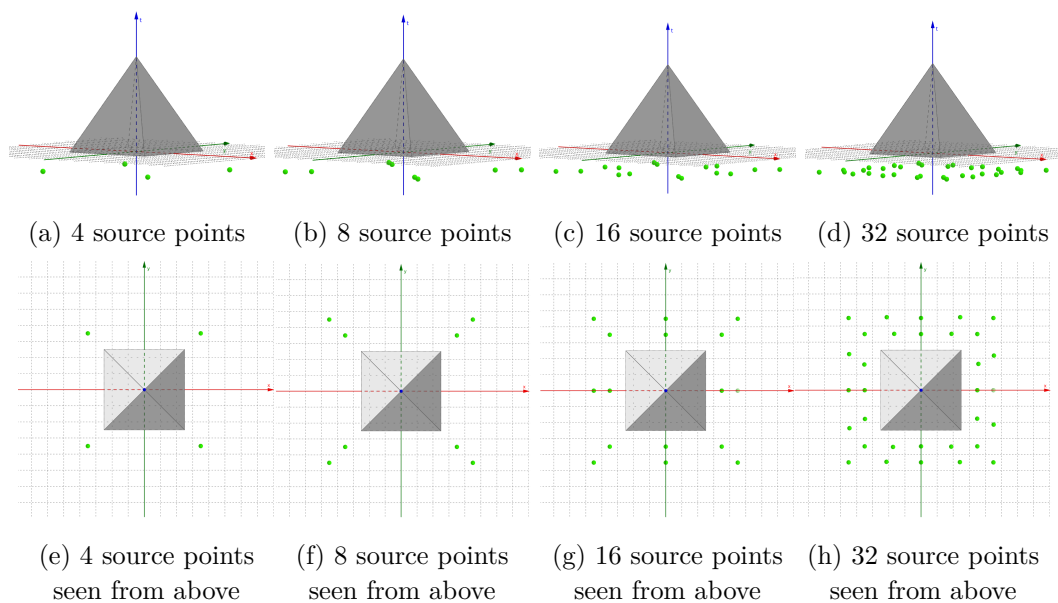 (a) 4 source points
(b) 8 source points
(c) 16 source points
(d) 32 source points
(e) 4 source points
seen from above
(f) 8 source points
seen from above
(g) 16 source points
seen from above
(h) 32 source points
seen from above